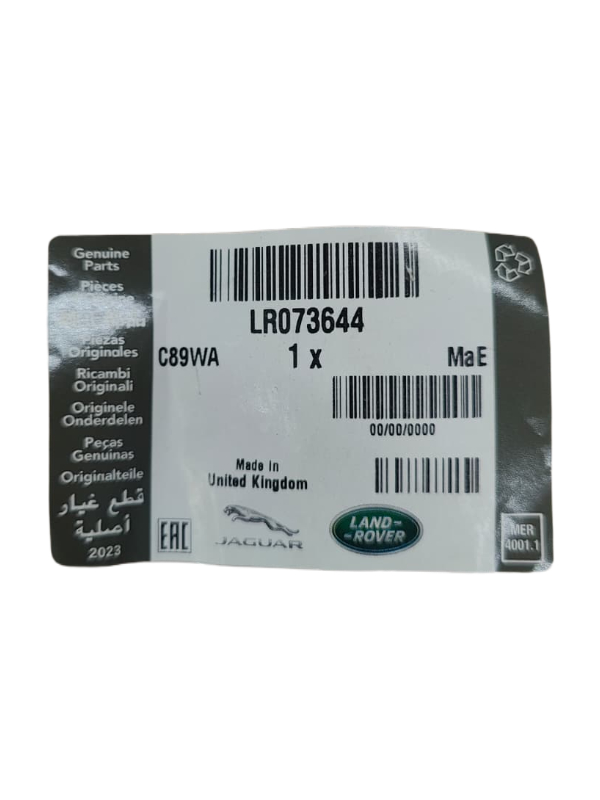 Genuine
Parts
Pièces
Piezas
Originales
Ricambi
Originali
Originele
Onderdelen
Peças
Genuinas
Originalteile
قطع غيار
أصلية
2023
LR073644
C89WA
1 x
MaE
00/00/0000
Made in
United Kingdom
EAC
JAGUAR
LAND-
-ROVER
MER
4001.1